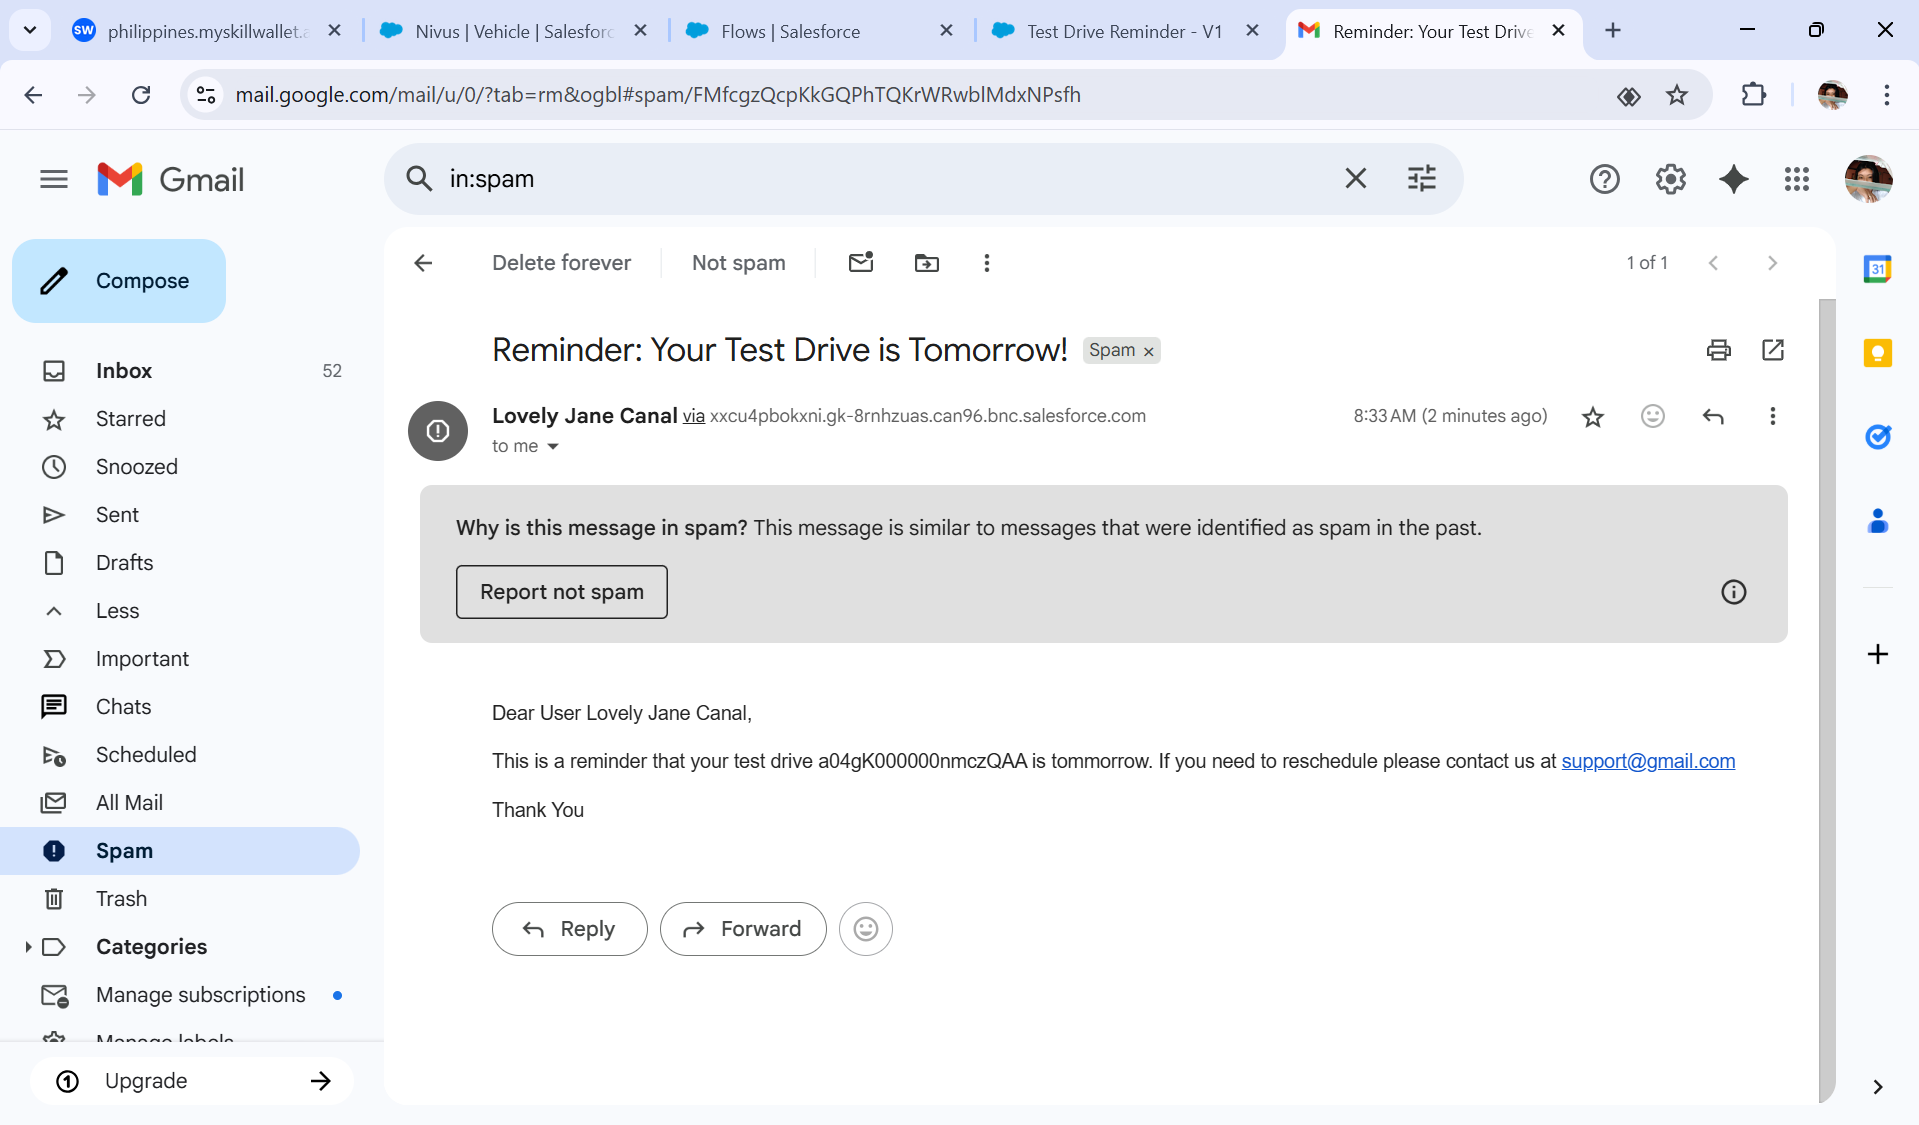 philippines.myskillwallet.a
Nivus | Vehicle | Salesforc
Flows | Salesforce
Test Drive Reminder - V1
Reminder: Your Test Drive
mail.google.com/mail/u/0/?tab=rm&ogbl#spam/FMfcgzQcpKkGQPhTQKrWRwblMdxNPsfh
Gmail
in:spam
Compose
Inbox 52
Starred
Snoozed
Sent
Drafts
Less
Important
Chats
Scheduled
All Mail
Spam
Trash
Categories
Manage subscriptions
Manage labels
Upgrade
Delete forever
Not spam
1 of 1
Reminder: Your Test Drive is Tomorrow! Spam
Lovely Jane Canal via xxcu4pbokxni.gk-8rnhzuas.can96.bnc.salesforce.com
8:33 AM (2 minutes ago)
to me
Why is this message in spam? This message is similar to messages that were identified as spam in the past.
Report not spam
Dear User Lovely Jane Canal,
This is a reminder that your test drive a04gK000000nmczQAA is tommorrow. If you need to reschedule please contact us at support@gmail.com
Thank You
Reply
Forward
SW
31